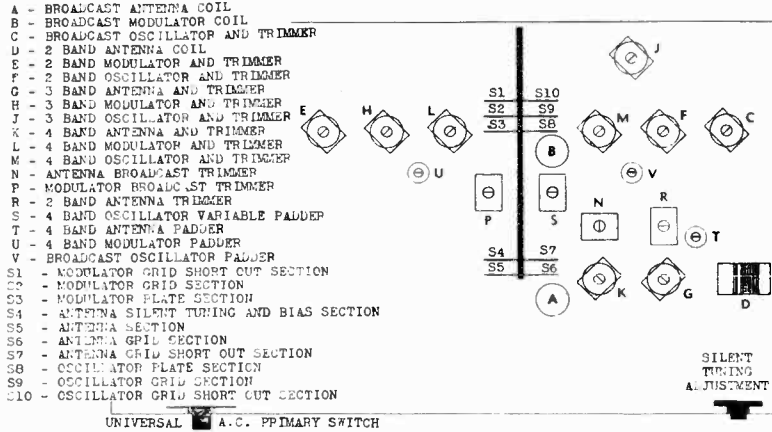 A - BROADCAST ANTENNA COIL
B - BROADCAST MODULATOR COIL
C - BROADCAST OSCILLATOR AND TRIMMER
D - 2 BAND ANTENNA COIL
E - 2 BAND MODULATOR AND TRIMMER
F - 2 BAND OSCILLATOR AND TRIMMER
G - 3 BAND ANTENNA AND TRIMMER
H - 3 BAND MODULATOR AND TRIMMER
J - 3 BAND OSCILLATOR AND TRIMMER
K - 4 BAND ANTENNA AND TRIMMER
L - 4 BAND MODULATOR AND TRIMMER
M - 4 BAND OSCILLATOR AND TRIMMER
N - ANTENNA BROADCAST TRIMMER
P - MODULATOR BROADCAST TRIMMER
R - 2 BAND ANTENNA TRIMMER
S - 4 BAND OSCILLATOR VARIABLE PADDER
T - 4 BAND ANTENNA PADDER
U - 4 BAND MODULATOR PADDER
V - BROADCAST OSCILLATOR PADDER
S1 - MODULATOR GRID SHORT OUT SECTION
S2 - MODULATOR GRID SECTION
S3 - MODULATOR PLATE SECTION
S4 - ANTENNA SILENT TUNING AND BIAS SECTION
S5 - ANTENNA SECTION
S6 - ANTENNA GRID SECTION
S7 - ANTENNA GRID SHORT OUT SECTION
S8 - OSCILLATOR PLATE SECTION
S9 - OSCILLATOR GRID SECTION
S10 - OSCILLATOR GRID SHORT OUT SECTION
J
S1 S10
S2 S9
S3 S8
E H L M F C
B
U V
P S N R
T
S4 S7
S5 S6
A K G D
SILENT
TUNING
ADJUSTMENT
UNIVERSAL A.C. PRIMARY SWITCH